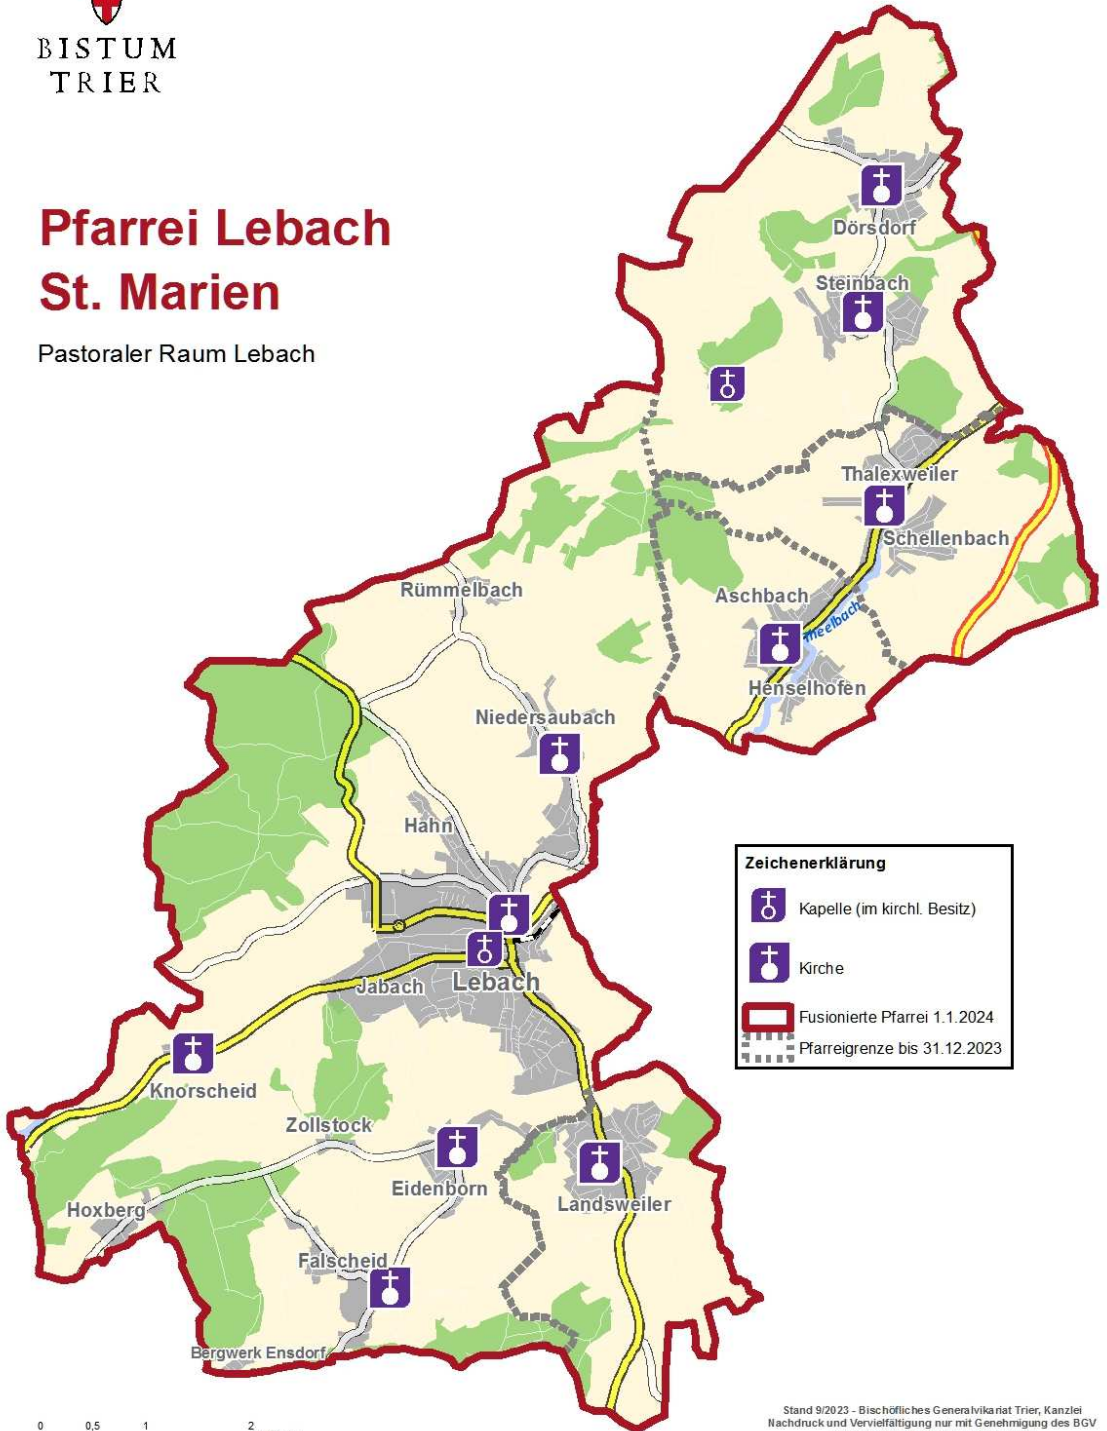 BISTUM
TRIER
Pfarrei Lebach
St. Marien
Pastoraler Raum Lebach
Dörsdorf
Steinbach
Thalexweiler
Schellenbach
Aschbach
Theelbach
Henselhofen
Rümmelbach
Niedersaubach
Hahn
Jabach
Lebach
Knorscheid
Zollstock
Eidenborn
Landsweiler
Hoxberg
Falscheid
Bergwerk Ensdorf
Zeichenerklärung
Kapelle (im kirchl. Besitz)
Kirche
Fusionierte Pfarrei 1.1.2024
Pfarreigrenze bis 31.12.2023
0 0,5 1 2
Stand 9/2023 - Bischöfliches Generalvikariat Trier, Kanzlei
Nachdruck und Vervielfältigung nur mit Genehmigung des BGV